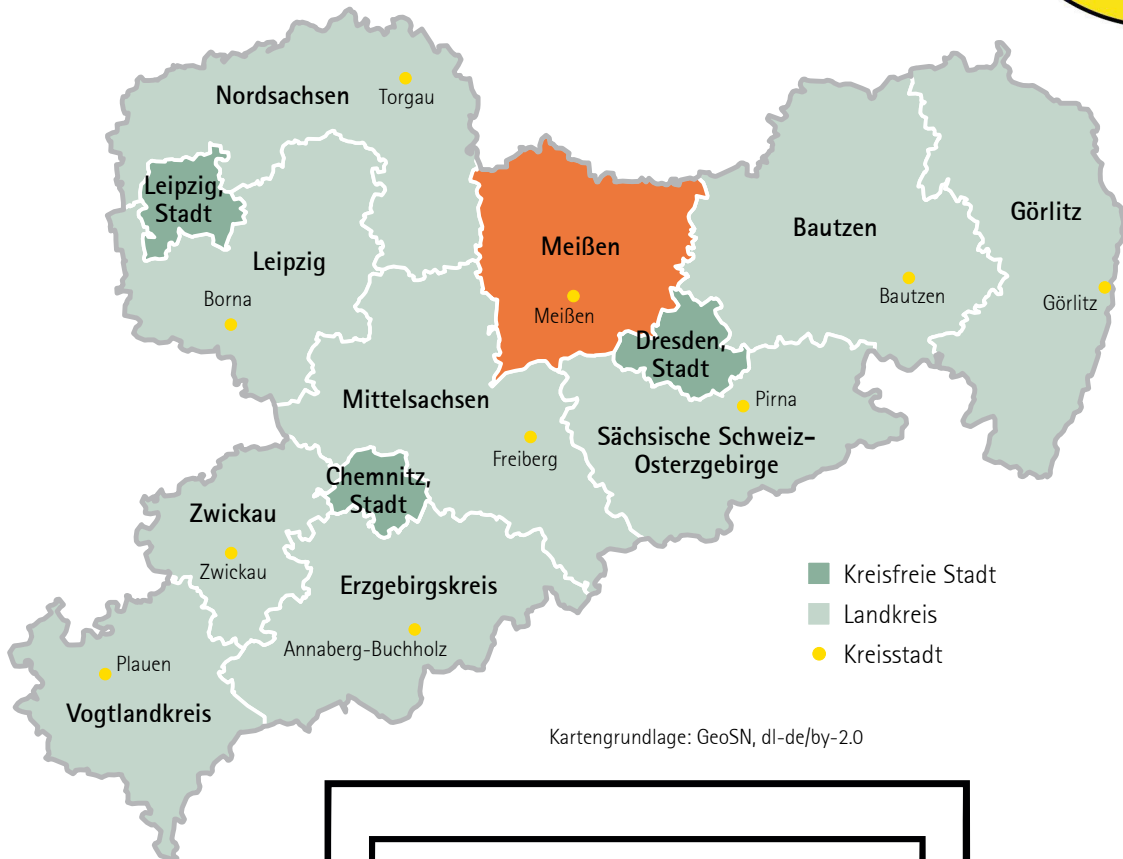 Nordsachsen
Torgau
Leipzig,
Stadt
Leipzig
Borna
Meißen
Meißen
Dresden,
Stadt
Bautzen
Bautzen
Görlitz
Görlitz
Mittelsachsen
Freiberg
Pirna
Sächsische Schweiz-
Osterzgebirge
Chemnitz,
Stadt
Zwickau
Zwickau
Erzgebirgskreis
Annaberg-Buchholz
Plauen
Vogtlandkreis
Kreisfreie Stadt
Landkreis
Kreisstadt
Kartengrundlage: GeoSN, dl-de/by-2.0